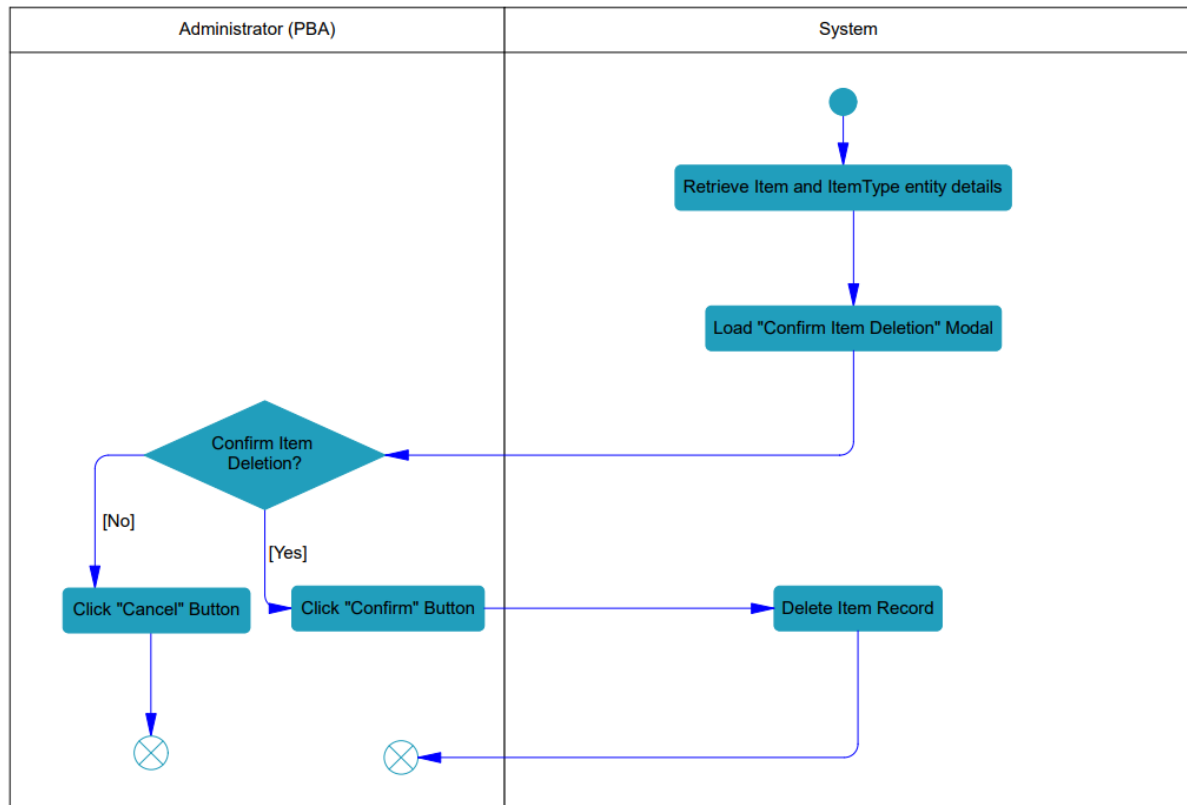 Administrator (PBA)
System
Retrieve Item and ItemType entity details
Load "Confirm Item Deletion" Modal
Confirm Item
Deletion?
[No]
[Yes]
Click "Cancel" Button
Click "Confirm" Button
Delete Item Record